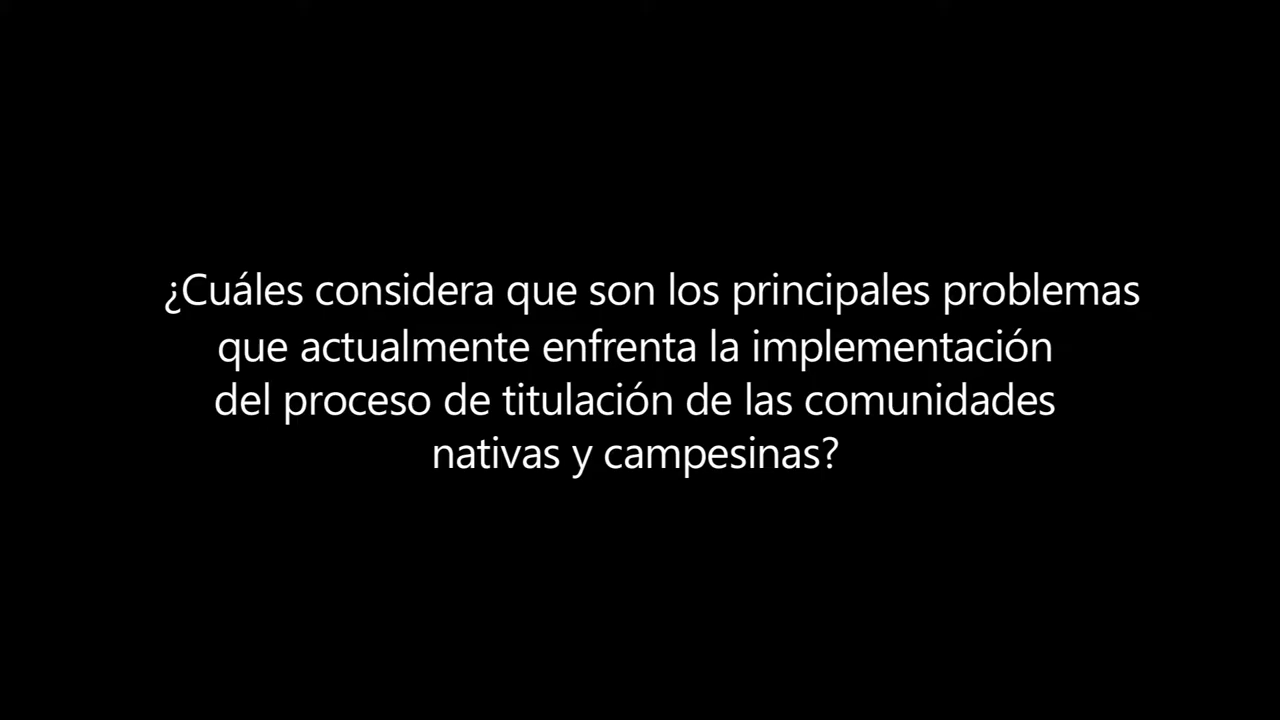 ¿Cuáles considera que son los principales problemas
que actualmente enfrenta la implementación
del proceso de titulación de las comunidades
nativas y campesinas?